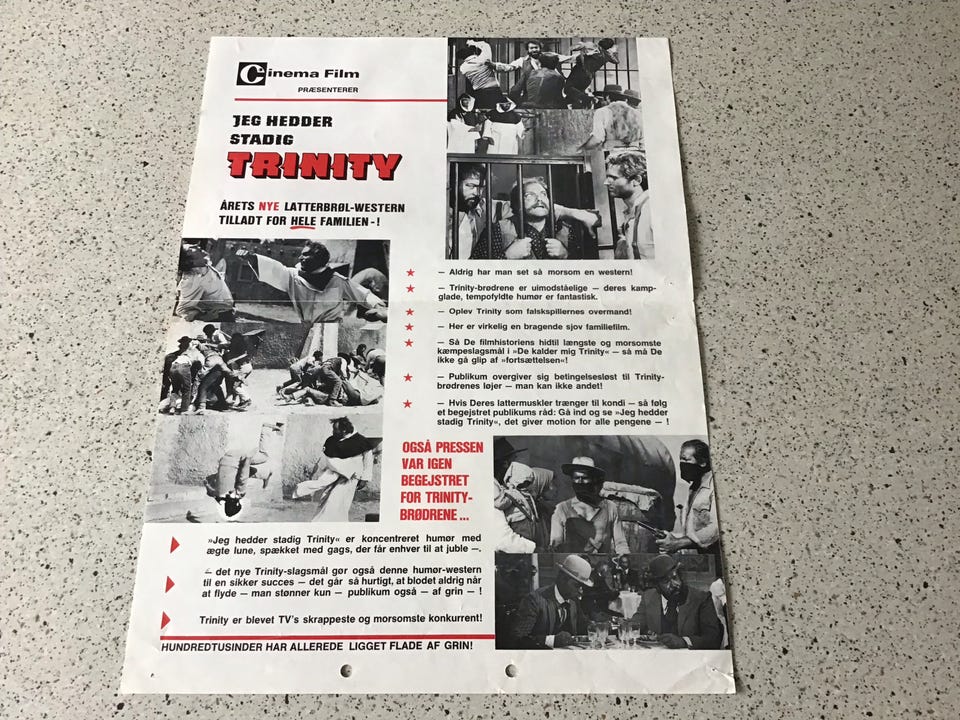 Cinema Film
PRÆSENTERER
JEG HEDDER
STADIG
TRINITY
ÅRETS NYE LATTERBRØL-WESTERN
TILLADT FOR HELE FAMILIEN-!
— Aldrig har man set så morsom en western!
— Trinity-brødrene er uimodståelige — deres kamp-
glade, tempofyldte humør er fantastisk.
— Oplev Trinity som falskspillernes overmand!
— Her er virkelig en bragende sjov familiefilm.
— Så De filmhistoriens hidtil længste og morsomste
kæmpeslagsmål i »De kalder mig Trinity« — så må De
ikke gå glip af »fortsættelsen«!
— Publikum overgiver sig betingelsesløst til Trinity-
brødrenes løjer — man kan ikke andet!
— Hvis Deres lattermuskler trænger til kondi — så følg
et begejstret publikums råd: Gå ind og se »Jeg hedder
stadig Trinity«, det giver motion for alle pengene — !
OGSÅ PRESSEN
VAR IGEN
BEGEJSTRET
FOR TRINITY-
BRØDRENE...
»Jeg hedder stadig Trinity« er koncentreret humør med
ægte lune, spækket med gags, der får enhver til at juble —.
— det nye Trinity-slagsmål gør også denne humør-western
til en sikker succes — det går så hurtigt, at blodet aldrig når
at flyde — man stønner kun — publikum også — af grin — !
Trinity er blevet TV's skrappeste og morsomste konkurrent!
HUNDREDTUSINDER HAR ALLEREDE LIGGET FLADE AF GRIN!